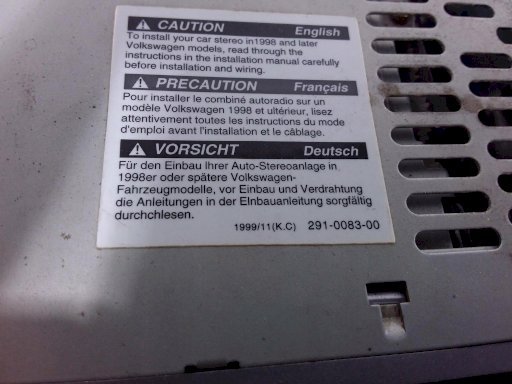 CAUTION English
To install your car stereo in1998 and later
Volkswagen models, read through the
instructions in the installation manual carefully
before installation and wiring.
PRECAUTION Français
Pour installer le combiné autoradio sur un
modèle Volkswagen 1998 et ultérieur, lisez
attentivement toutes les instructions du mode
d'emploi avant l'installation et le câblage.
VORSICHT Deutsch
Für den Einbau Ihrer Auto-Stereoanlage in
1998er oder spätere Volkswagen-
Fahrzeugmodelle, vor Einbau und Verdrahtung
die Anleitungen in der EInbauanleitung sorgfältig
durchchlesen.
1999/11(K.C) 291-0083-00